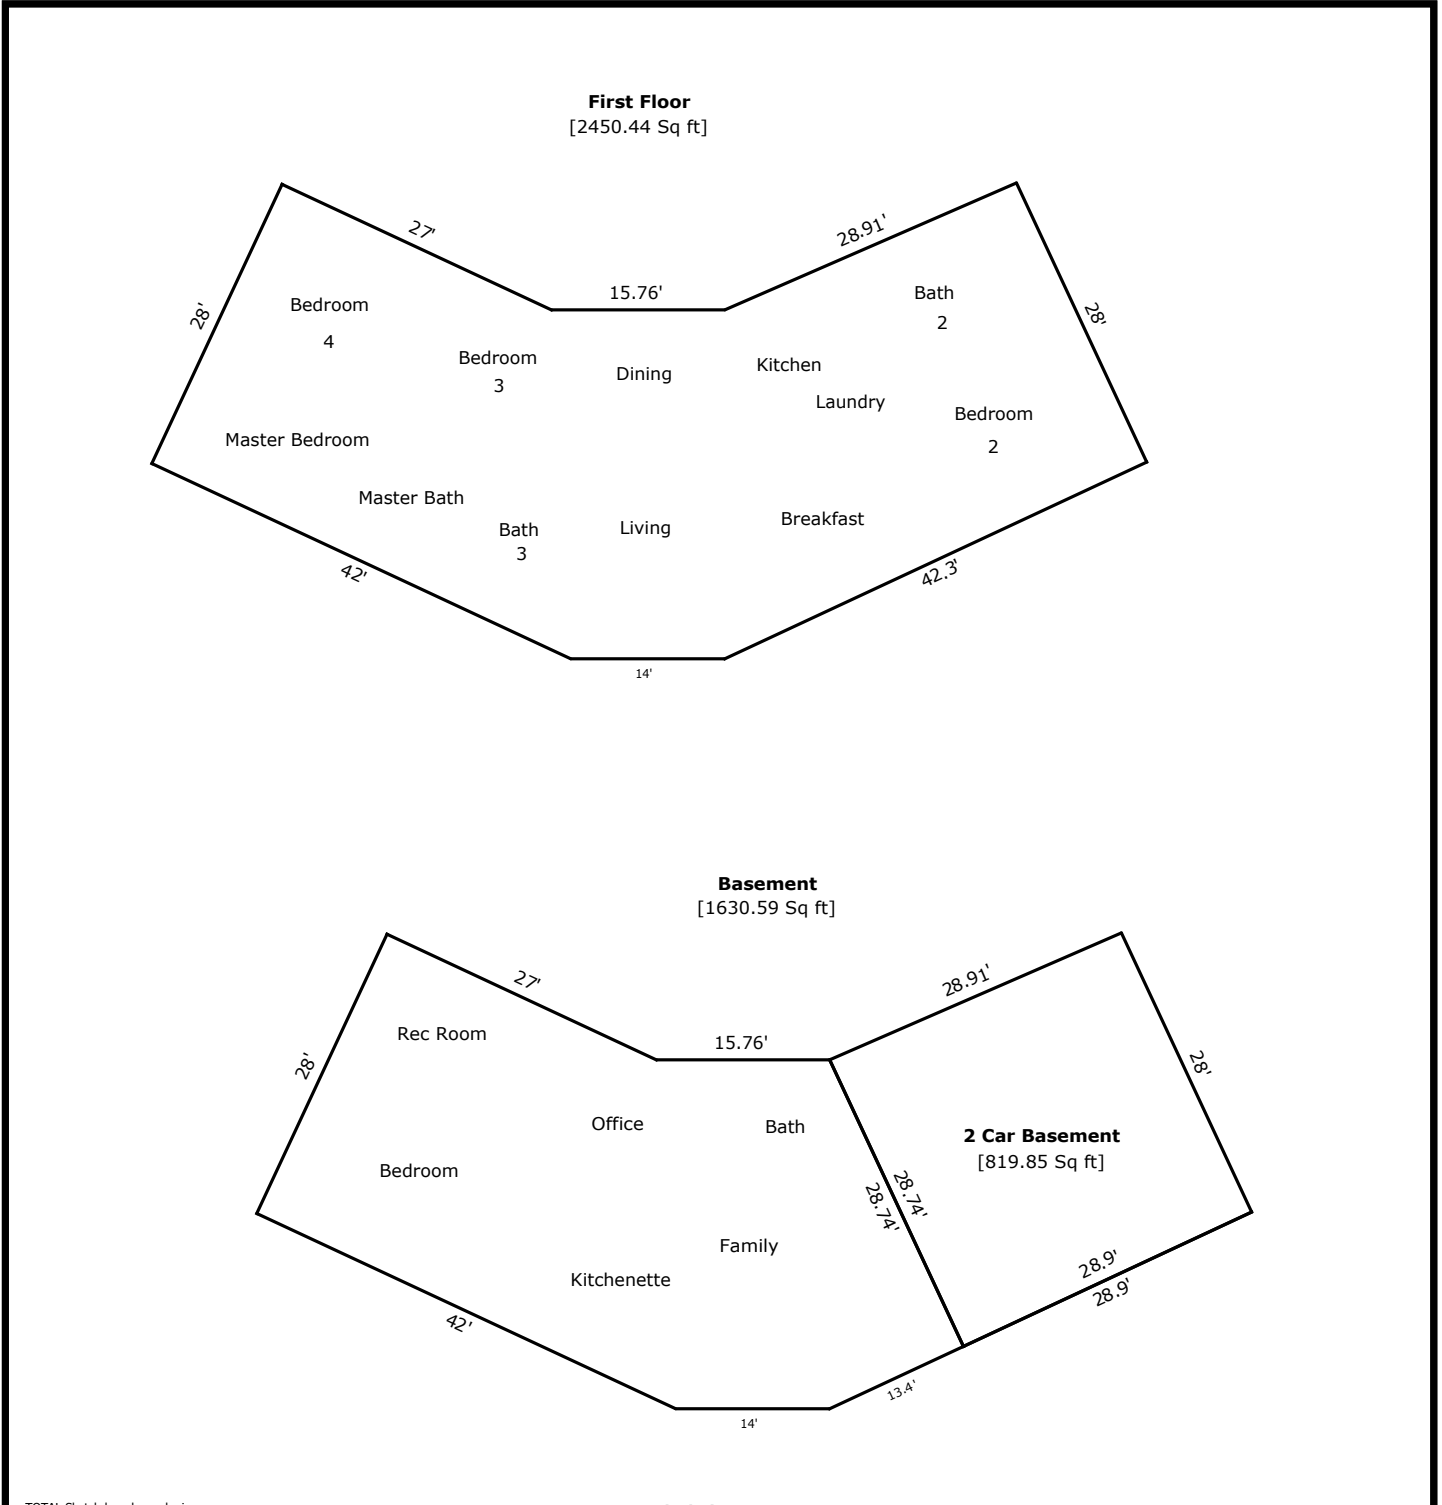 First Floor
[2450.44 Sq ft]
27'
28.91'
15.76'
28'
28'
Bedroom
4
Bath
2
Bedroom
3
Dining
Kitchen
Laundry
Bedroom
2
Master Bedroom
Master Bath
Bath
3
Living
Breakfast
42'
42.3'
14'
Basement
[1630.59 Sq ft]
27'
28.91'
15.76'
28'
28'
Rec Room
Office
Bath
2 Car Basement
[819.85 Sq ft]
Bedroom
28.74'
28.74'
Family
Kitchenette
28.9'
28.9'
42'
13.4'
14'